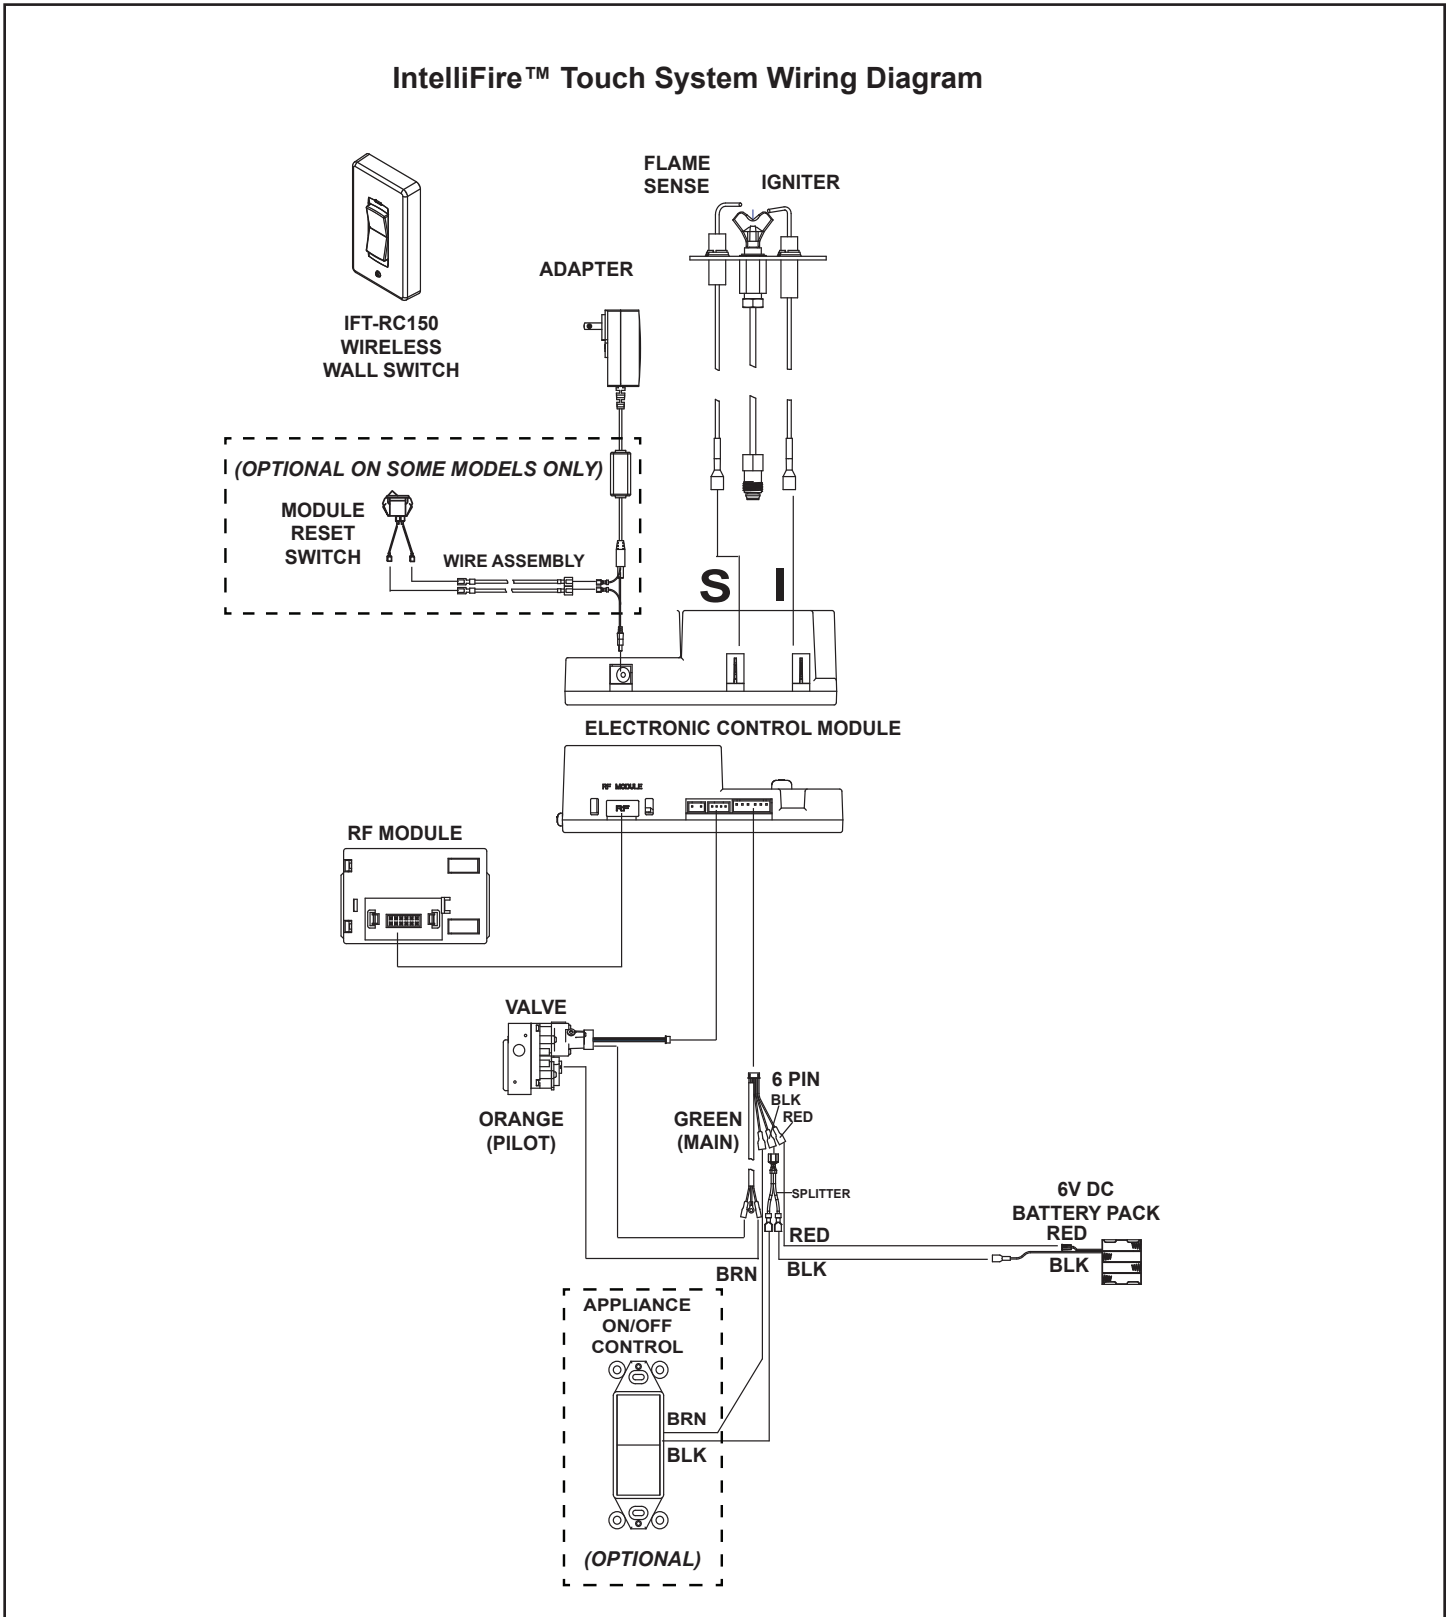 IntelliFire™ Touch System Wiring Diagram
FLAME
SENSE
IGNITER
ADAPTER
IFT-RC150
WIRELESS
WALL SWITCH
(OPTIONAL ON SOME MODELS ONLY)
MODULE
RESET
SWITCH
WIRE ASSEMBLY
S I
ELECTRONIC CONTROL MODULE
RF MODULE
RF MODULE
VALVE
6 PIN
BLK
RED
ORANGE
(PILOT)
GREEN
(MAIN)
SPLITTER
6V DC
BATTERY PACK
RED
RED
BLK
BRN
BLK
APPLIANCE
ON/OFF
CONTROL
BRN
BLK
(OPTIONAL)